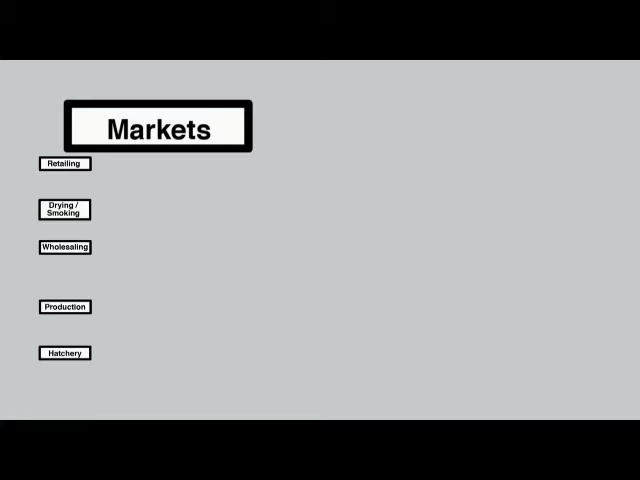 Markets
Retailing
Drying /
Smoking
Wholesaling
Production
Hatchery